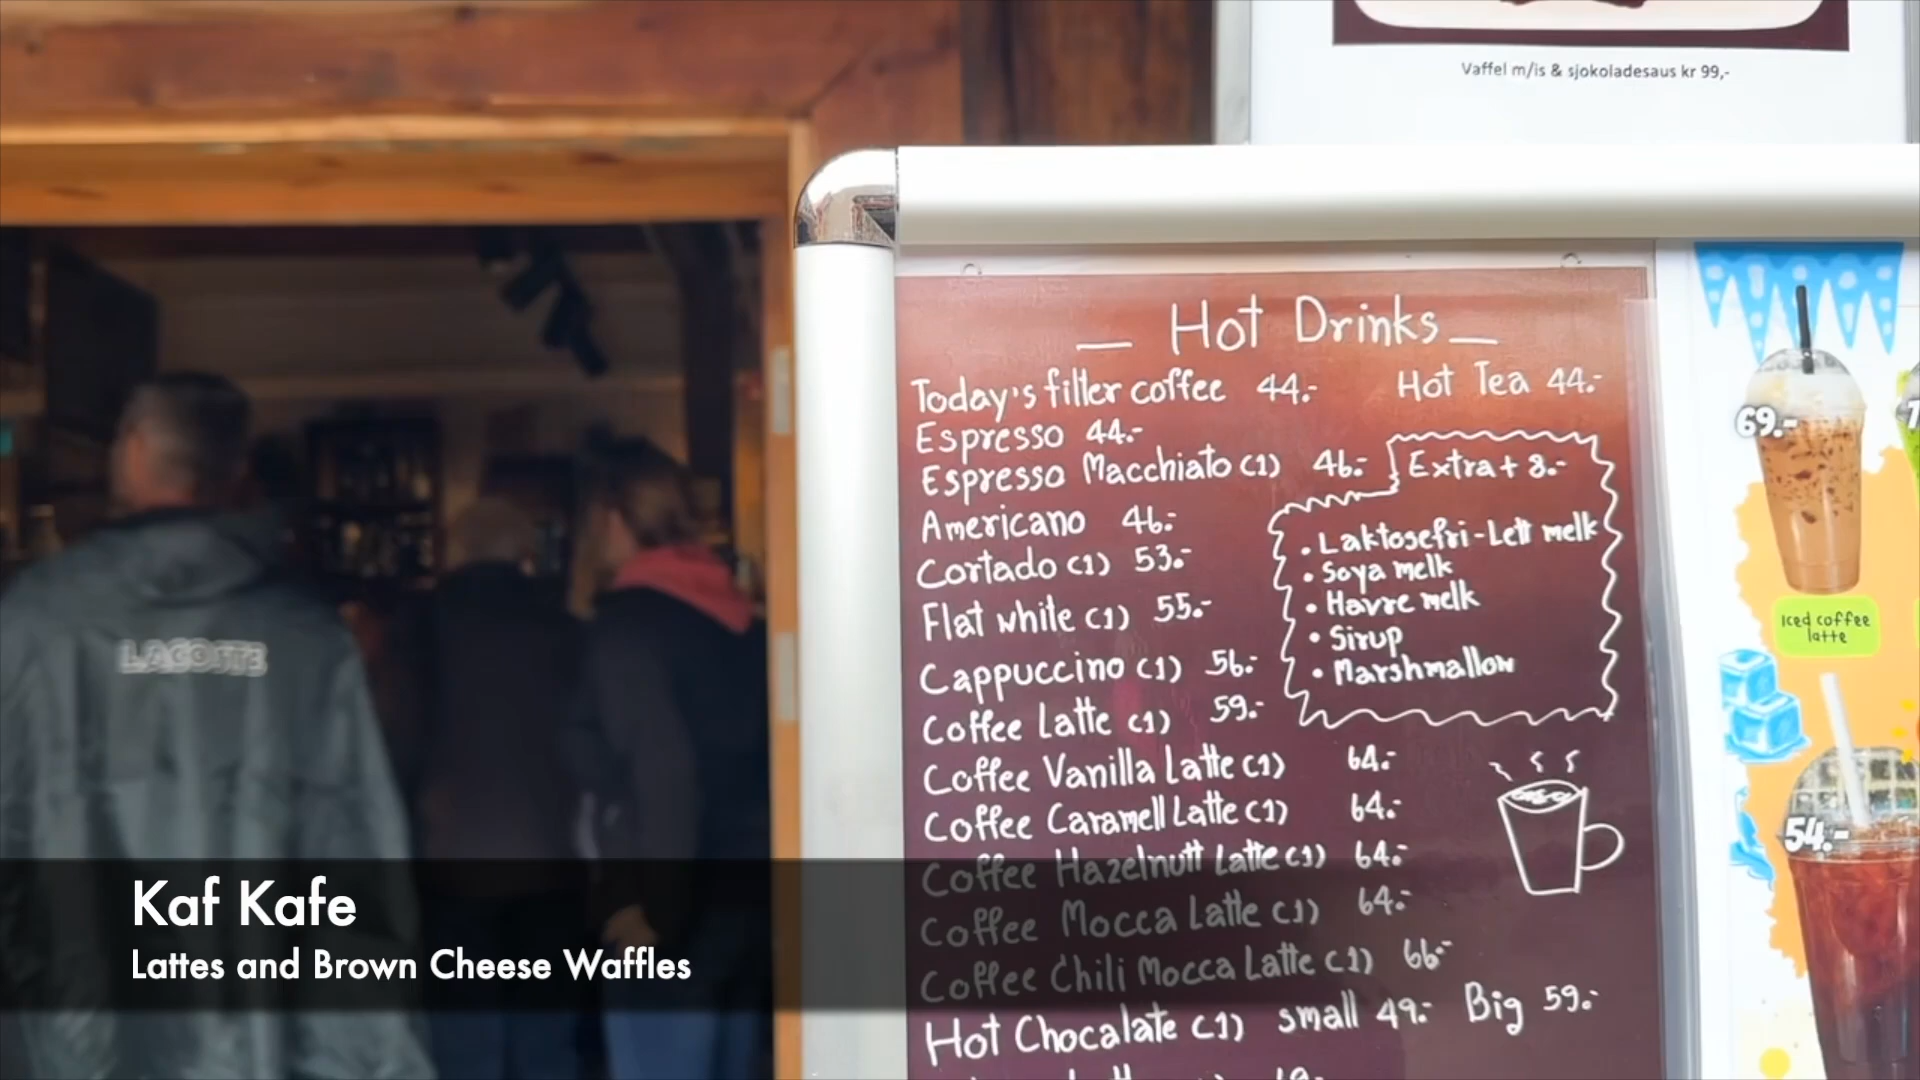 Vaffel m/is & sjokoladesaus kr 99,-
Hot Drinks
Today's filter coffee 44.-
Hot Tea 44.-
Espresso 44.-
Espresso Macchiato (1) 46.-
Americano 46.-
Cortado (1) 53.-
Flat white (1) 55.-
Cappuccino (1) 56.-
Coffee Latte (1) 59.-
Coffee Vanilla Latte (1) 64.-
Coffee Caramell Latte (1) 64.-
Coffee Hazelnutt Latte (1) 64.-
Coffee Mocca Latte (1) 64.-
Coffee Chili Mocca Latte (1) 66.-
Hot Chocalate (1) small 49.- Big 59.-
Extra + 8.-
• Laktosefri-Lett melk
• Soya melk
• Havre melk
• Sirup
• Marshmallow
69.-
Iced coffee
latte
54.-
LACOSTE
Kaf Kafe
Lattes and Brown Cheese Waffles